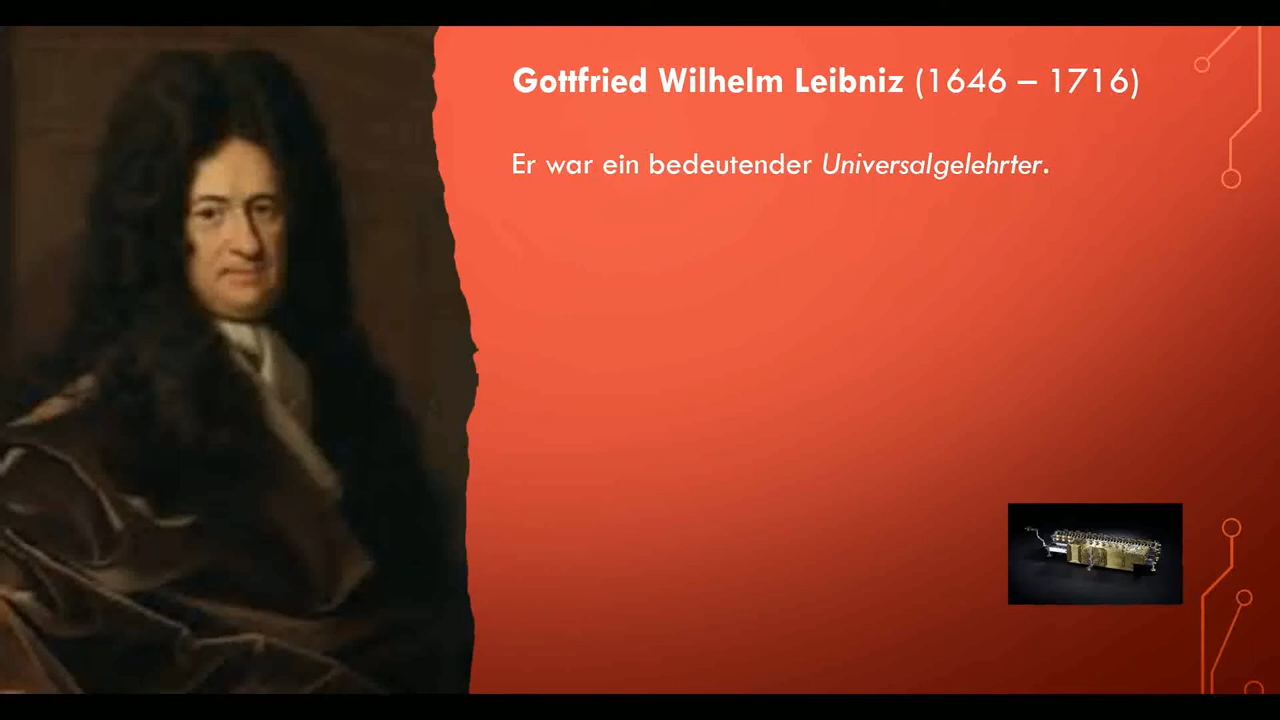 Gottfried Wilhelm Leibniz (1646 – 1716)
Er war ein bedeutender Universalgelehrter.